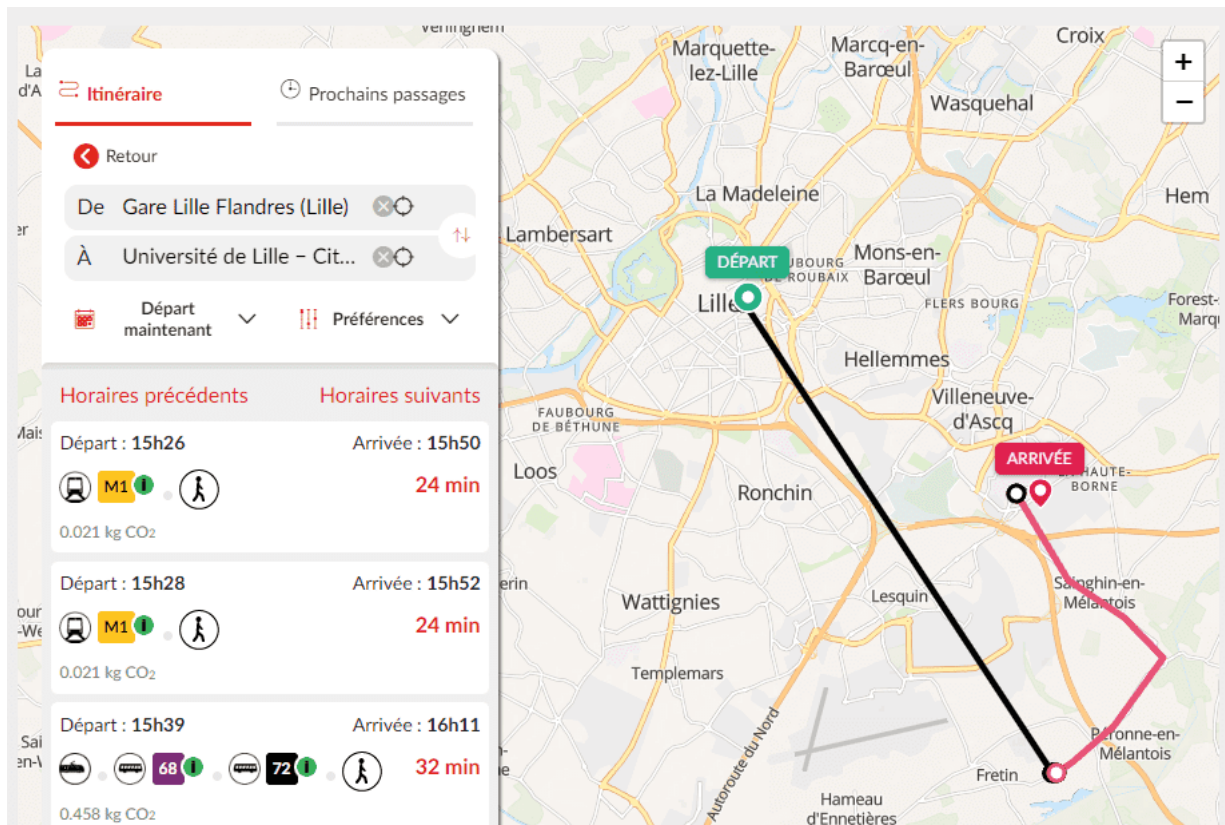 Itinéraire
Prochains passages
Retour
De Gare Lille Flandres (Lille)
À Université de Lille – Cit...
Départ
maintenant
Préférences
Horaires précédents
Horaires suivants
Départ : 15h26
Arrivée : 15h50
M1 i
24 min
0.021 kg CO2
Départ : 15h28
Arrivée : 15h52
M1 i
24 min
0.021 kg CO2
Départ : 15h39
Arrivée : 16h11
68 i
72 i
32 min
0.458 kg CO2
+
−
Marquette-
lez-Lille
Marcq-en-
Barœul
Croix
Wasquehal
La Madeleine
Hem
Lambersart
DÉPART
Mons-en-
Barœul
DE ROUBAIX
Lille
FLERS BOURG
Forest-
Hellemmes
Villeneuve-
d'Ascq
FAUBOURG
DE BÉTHUNE
ARRIVÉE
HAUTE-
BORNE
Loos
Ronchin
Sainghin-en-
Mélantois
Lesquin
Wattignies
Templemars
Autoroute du Nord
Péronne-en-
Mélantois
Fretin
Hameau
d'Ennetières